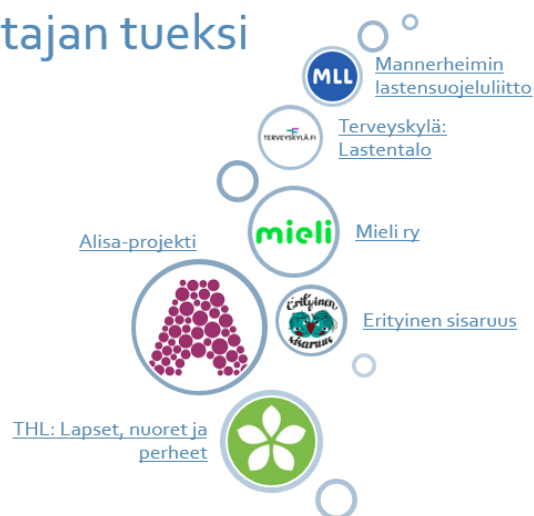 tajan tueksi
MLL
Mannerheimin
lastensuojeluliitto
TERVEYSKYLÄ.FI
Terveyskylä:
Lastentalo
mieli
Mieli ry
Alisa-projekti
A
Erityinen
sisaruus
Erityinen sisaruus
THL: Lapset, nuoret ja
perheet